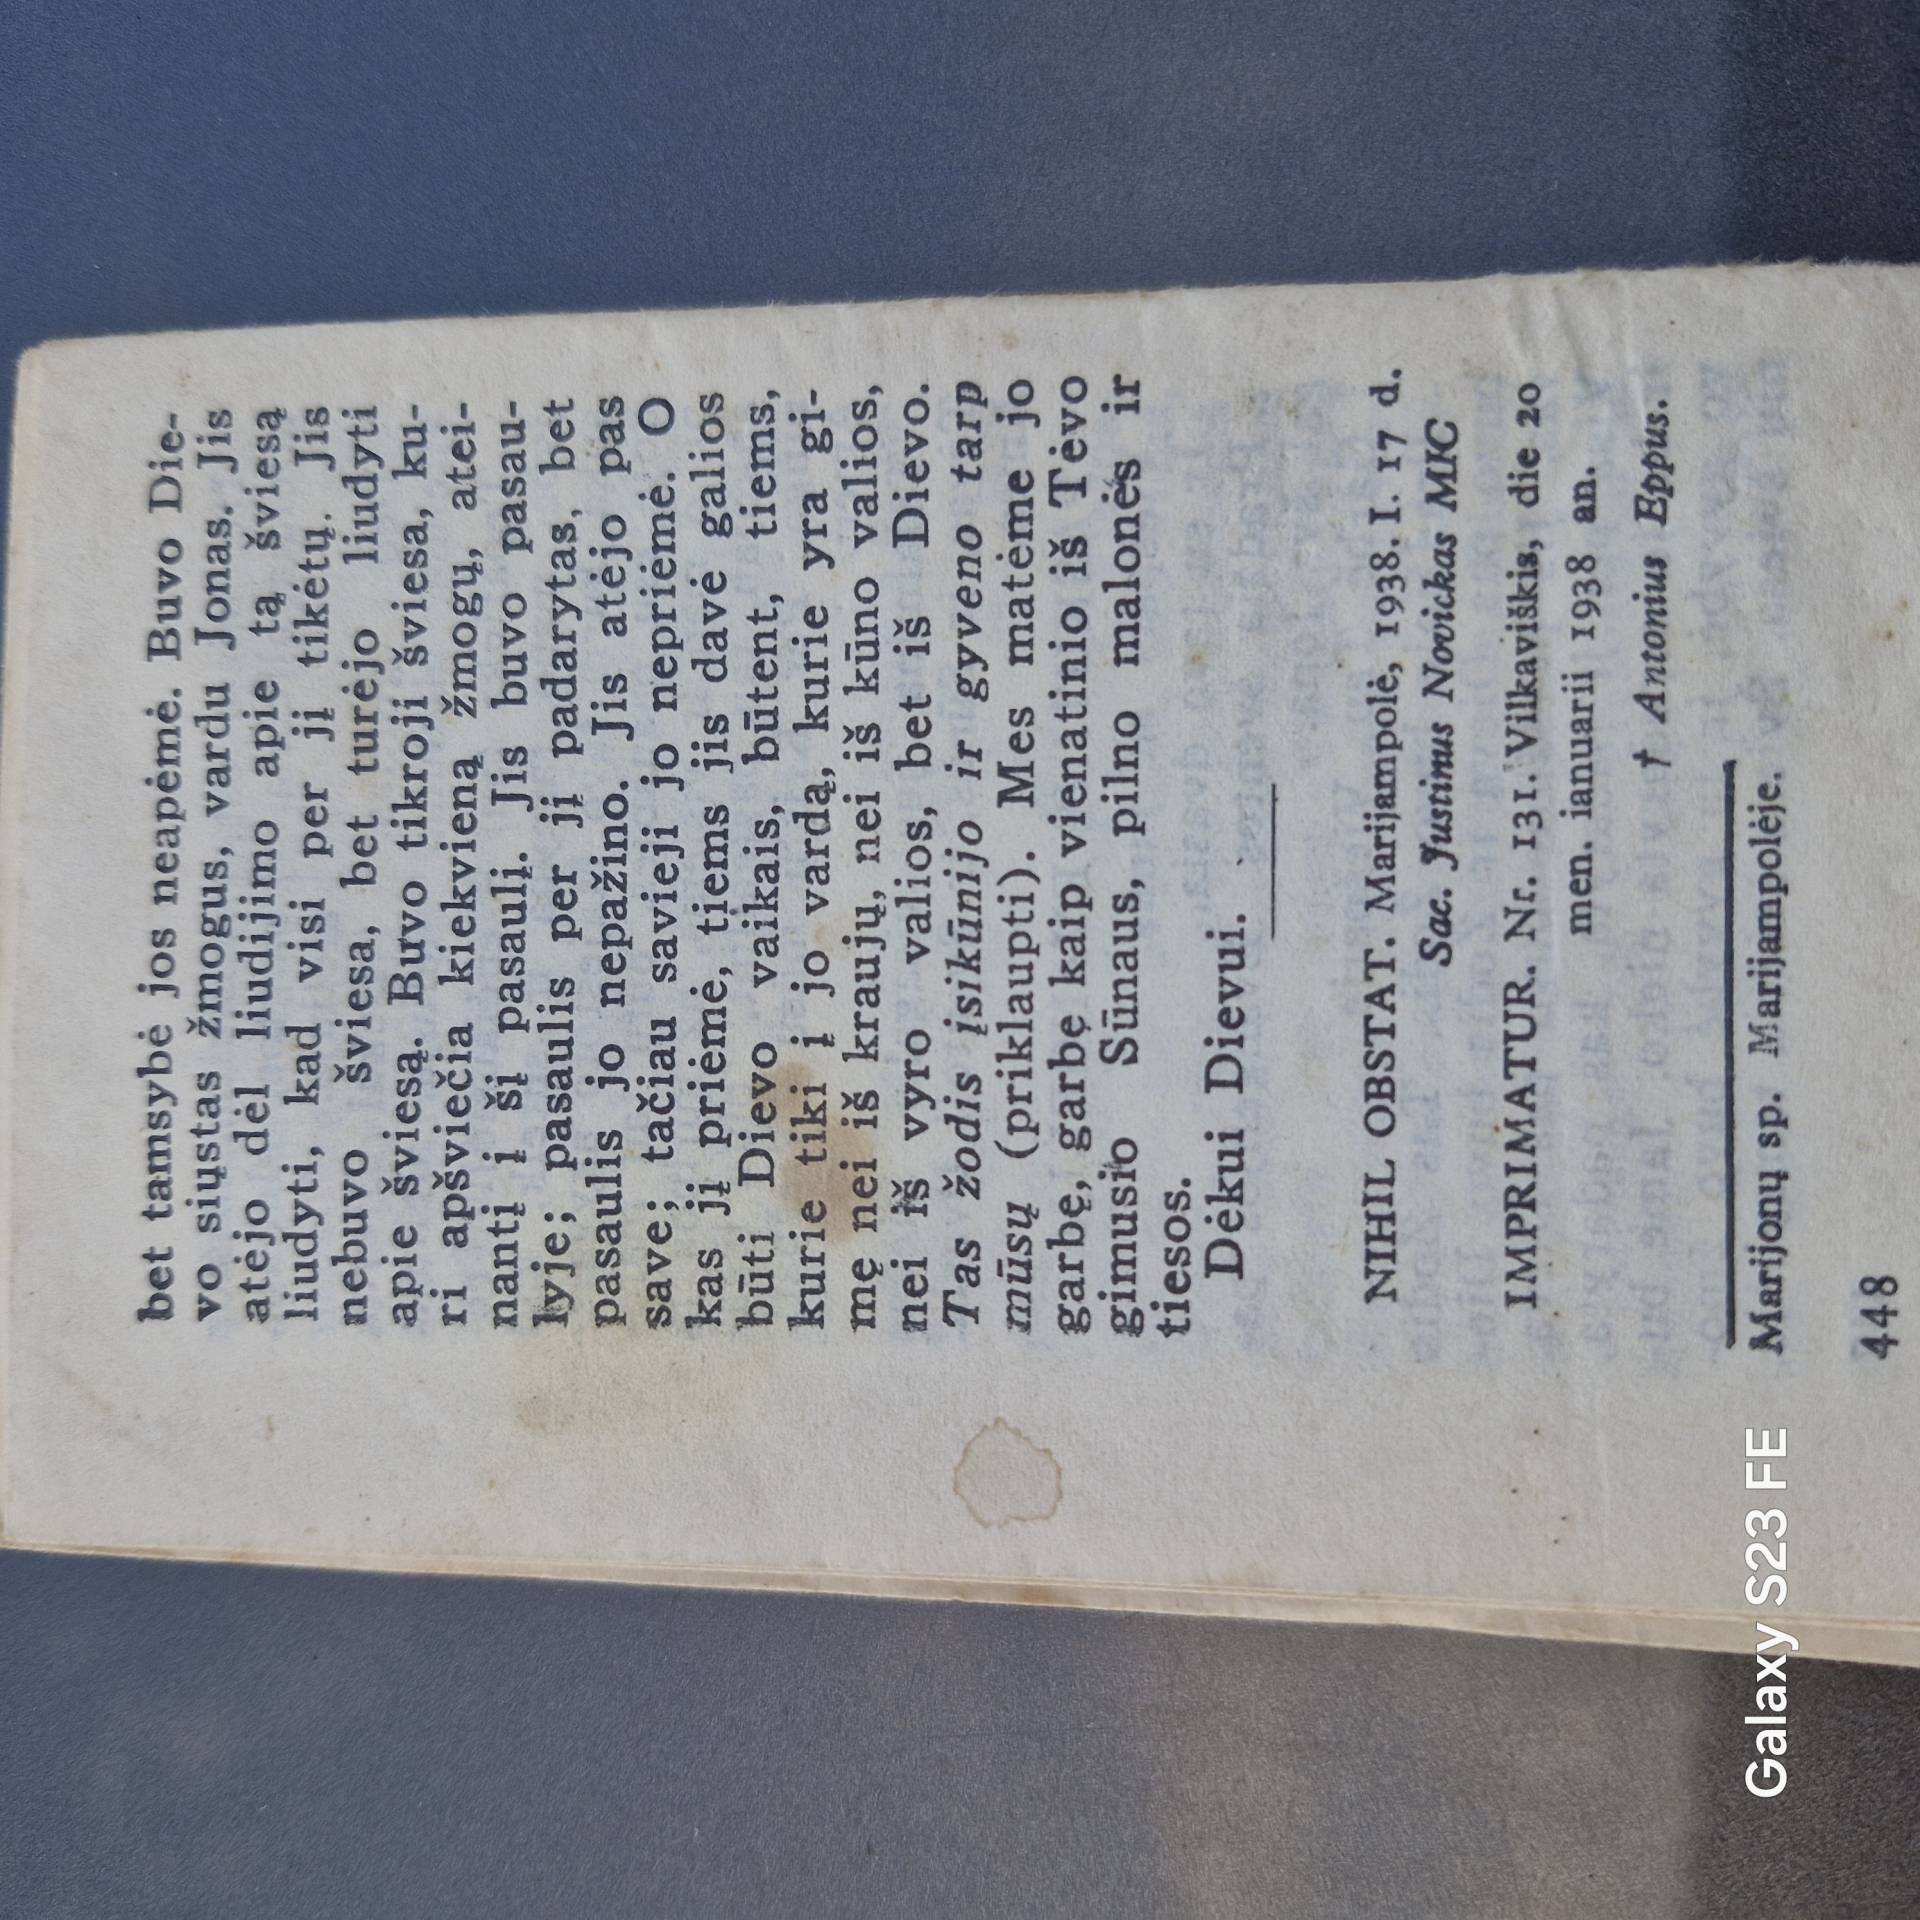 bet tamsybė jos neapėmė. Buvo Die-
vo siųstas žmogus, vardu Jonas. Jis
atėjo dėl liudijimo apie tą šviesą
liudyti, kad visi per jį tikėtų. Jis
nebuvo šviesa, bet turėjo liudyti
apie šviesą. Buvo tikroji šviesa, ku-
ri apšviečia kiekvieną žmogų, atei-
nantį į šį pasaulį. Jis buvo pasau-
lyje; pasaulis per jį padarytas, bet
pasaulis jo nepažino. Jis atėjo pas
save; tačiau savieji jo nepriėmė. O
kas jį priėmė, tiems jis davė galios
būti Dievo vaikais, būtent, tiems,
kurie tiki į jo vardą, kurie yra gi-
mę nei iš kraujų, nei iš kūno valios,
nei iš vyro valios, bet iš Dievo.
Tas žodis įsikūnijo ir gyveno tarp
mūsų (priklaupti). Mes matėme jo
garbę, garbę kaip vienatinio iš Tėvo
gimusio Sūnaus, pilno malonės ir
tiesos.
Dėkui Dievui.
NIHIL OBSTAT. Marijampolė, 1938. I. 17 d.
Sac. Justinus Novickas MIC
IMPRIMATUR. Nr. 131. Vilkaviškis, die 20
men. ianuarii 1938 an.
† Antonius Eppus.
Marijonų sp. Marijampolėje.
448
Galaxy S23 FE